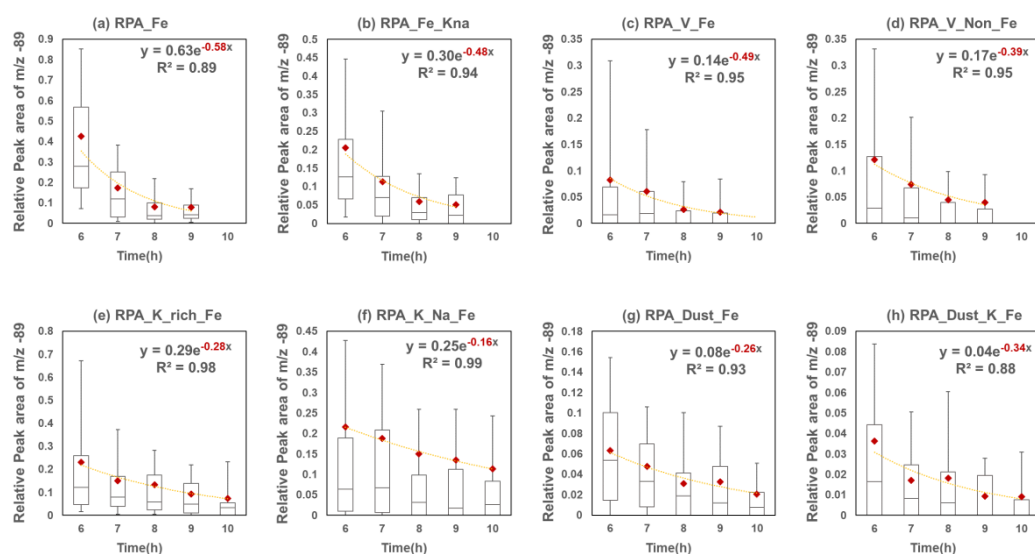 (a) RPA_Fe
(b) RPA_Fe_Kna
(c) RPA_V_Fe
(d) RPA_V_Non_Fe
Relative Peak area of m/z -89
0.9
0.8
0.7
0.6
0.5
0.4
0.3
0.2
0.1
0
y = 0.63e^-0.58x
R² = 0.89
6 7 8 9 10
Time(h)
Relative Peak area of m/z -89
0.5
0.45
0.4
0.35
0.3
0.25
0.2
0.15
0.1
0.05
0
y = 0.30e^-0.48x
R² = 0.94
6 7 8 9 10
Time(h)
Relative Peak area of m/z -89
0.35
0.3
0.25
0.2
0.15
0.1
0.05
0
y = 0.14e^-0.49x
R² = 0.95
6 7 8 9 10
Time(h)
Relative Peak area of m/z -89
0.35
0.3
0.25
0.2
0.15
0.1
0.05
0
y = 0.17e^-0.39x
R² = 0.95
6 7 8 9 10
Time(h)
(e) RPA_K_rich_Fe
(f) RPA_K_Na_Fe
(g) RPA_Dust_Fe
(h) RPA_Dust_K_Fe
Relative Peak area of m/z -89
0.8
0.7
0.6
0.5
0.4
0.3
0.2
0.1
0
y = 0.29e^-0.28x
R² = 0.98
6 7 8 9 10
Time(h)
Relative Peak area of m/z -89
0.45
0.4
0.35
0.3
0.25
0.2
0.15
0.1
0.05
0
y = 0.25e^-0.16x
R² = 0.99
6 7 8 9 10
Time(h)
Relative Peak area of m/z -89
0.18
0.16
0.14
0.12
0.1
0.08
0.06
0.04
0.02
0
y = 0.08e^-0.26x
R² = 0.93
6 7 8 9 10
Time(h)
Relative Peak area of m/z -89
0.09
0.08
0.07
0.06
0.05
0.04
0.03
0.02
0.01
0
y = 0.04e^-0.34x
R² = 0.88
6 7 8 9 10
Time(h)